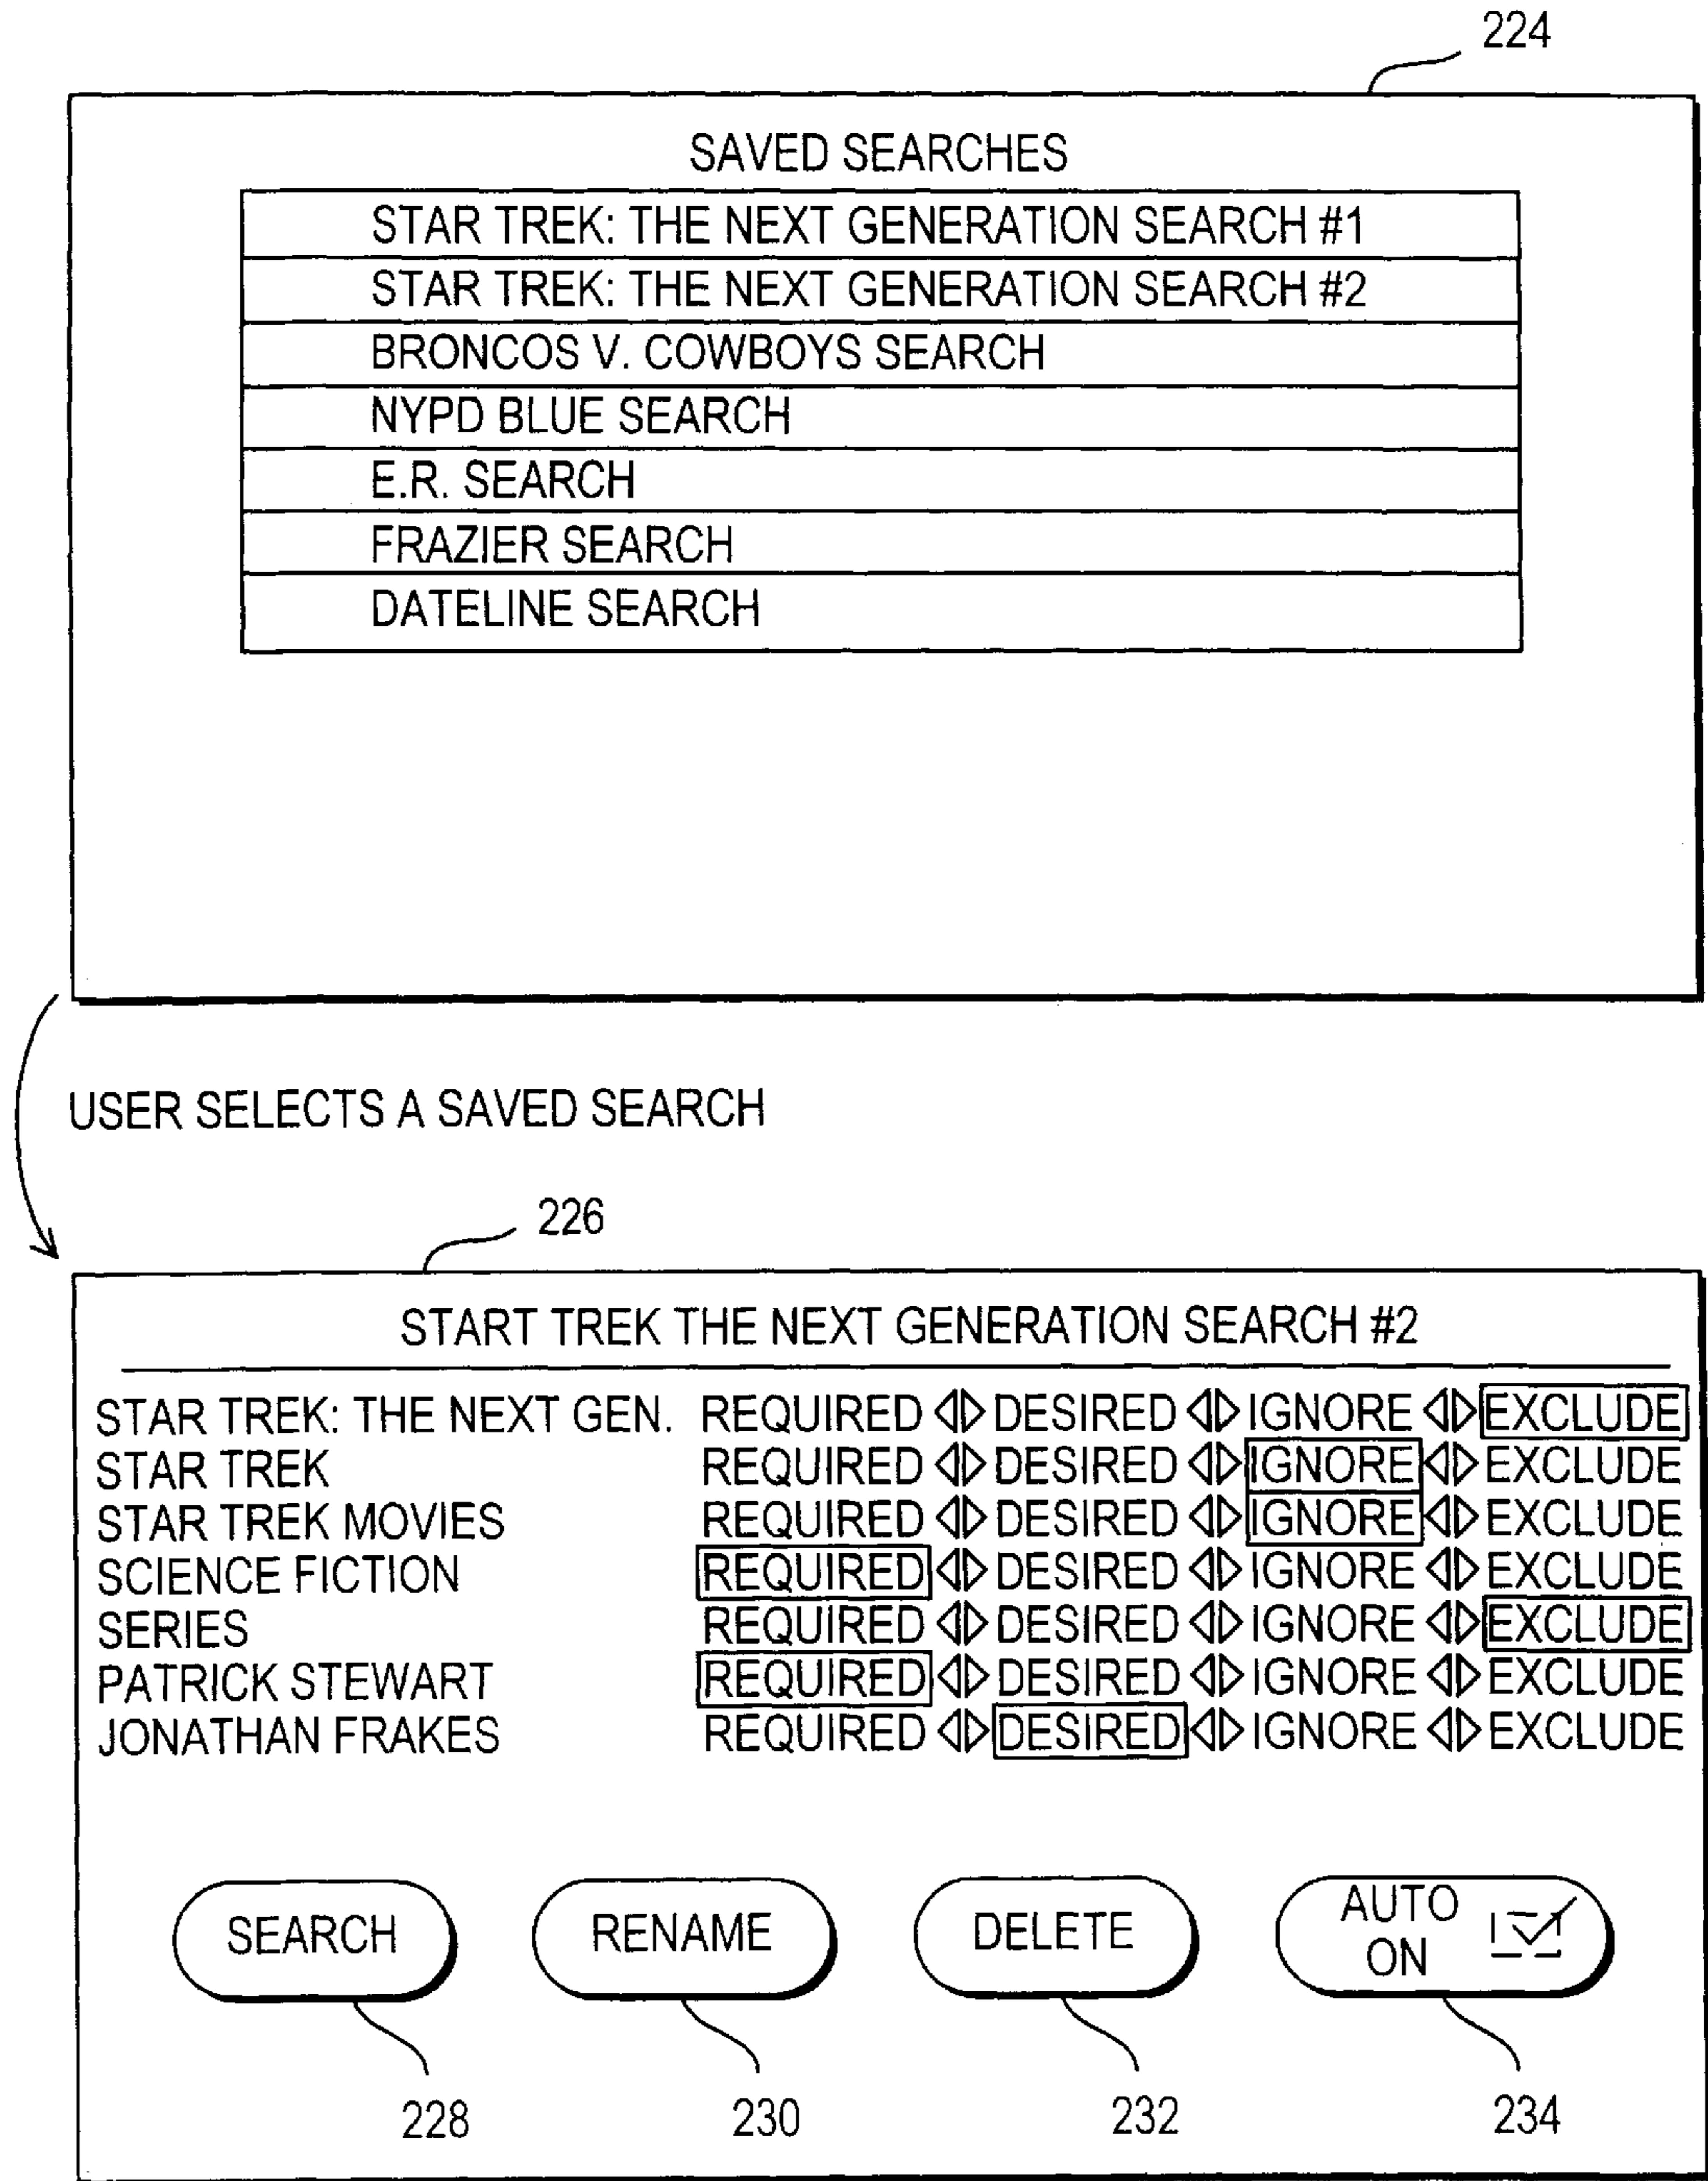 224
SAVED SEARCHES
STAR TREK: THE NEXT GENERATION SEARCH #1
STAR TREK: THE NEXT GENERATION SEARCH #2
BRONCOS V. COWBOYS SEARCH
NYPD BLUE SEARCH
E.R. SEARCH
FRAZIER SEARCH
DATELINE SEARCH
USER SELECTS A SAVED SEARCH
226
START TREK THE NEXT GENERATION SEARCH #2
STAR TREK: THE NEXT GEN. REQUIRED DESIRED IGNORE EXCLUDE
STAR TREK REQUIRED DESIRED IGNORE EXCLUDE
STAR TREK MOVIES REQUIRED DESIRED IGNORE EXCLUDE
SCIENCE FICTION REQUIRED DESIRED IGNORE EXCLUDE
SERIES REQUIRED DESIRED IGNORE EXCLUDE
PATRICK STEWART REQUIRED DESIRED IGNORE EXCLUDE
JONATHAN FRAKES REQUIRED DESIRED IGNORE EXCLUDE
SEARCH
RENAME
DELETE
AUTO
ON
228
230
232
234